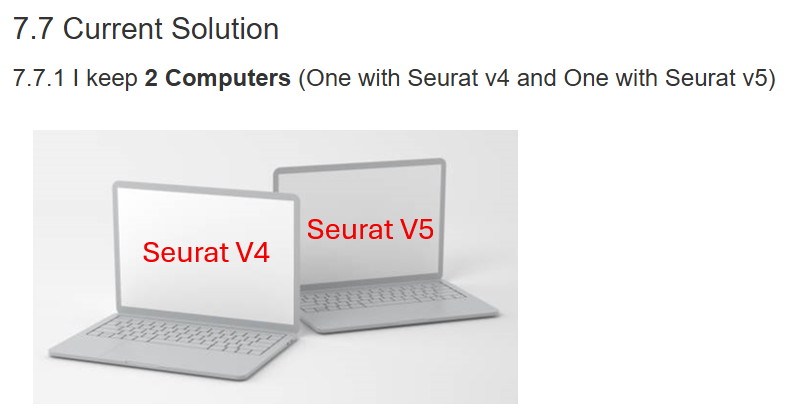 7.7 Current Solution
7.7.1 I keep 2 Computers (One with Seurat v4 and One with Seurat v5)
Seurat V4
Seurat V5